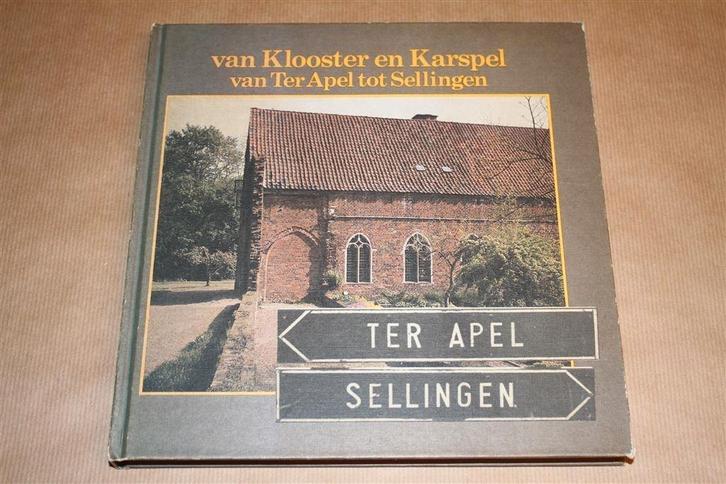 van Klooster en Karspel
van Ter Apel tot Sellingen
TER APEL
SELLINGEN